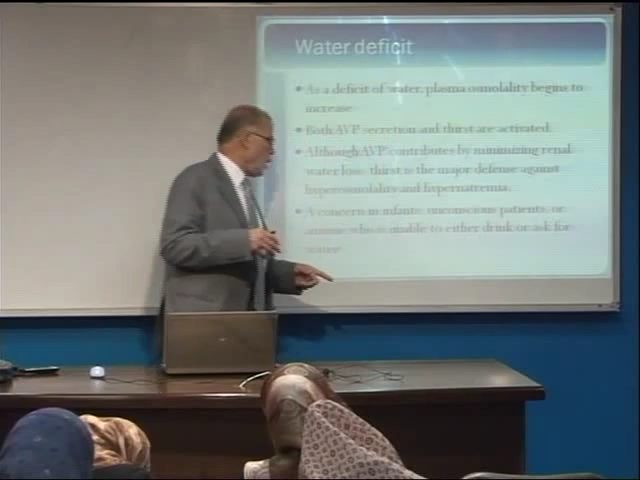 Water deficit
As a deficit of water, plasma osmolality begins to
increase.
Both AVP secretion and thirst are activated.
Although AVP contributes by minimizing renal
water loss, thirst is the major defense against
hyperosmolality and hypernatremia.
A concern in infants, unconscious patients, or
anyone who is unable to either drink or ask for
water.